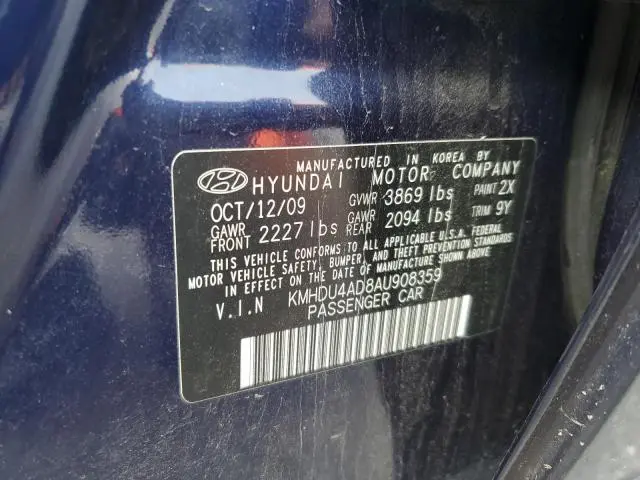 MANUFACTURED IN KOREA BY
HYUNDAI MOTOR COMPANY
OCT/12/09 GVWR 3869 lbs PAINT 2X
GAWR FRONT 2227 lbs GAWR REAR 2094 lbs TRIM 9Y
THIS VEHICLE CONFORMS TO ALL APPLICABLE U.S.A. FEDERAL
MOTOR VEHICLE SAFETY, BUMPER, AND THEFT PREVENTION STANDARDS
IN EFFECT ON THE DATE OF MANUFACTURE SHOWN ABOVE.
V.I.N KMHDU4AD8AU908359
PASSENGER CAR